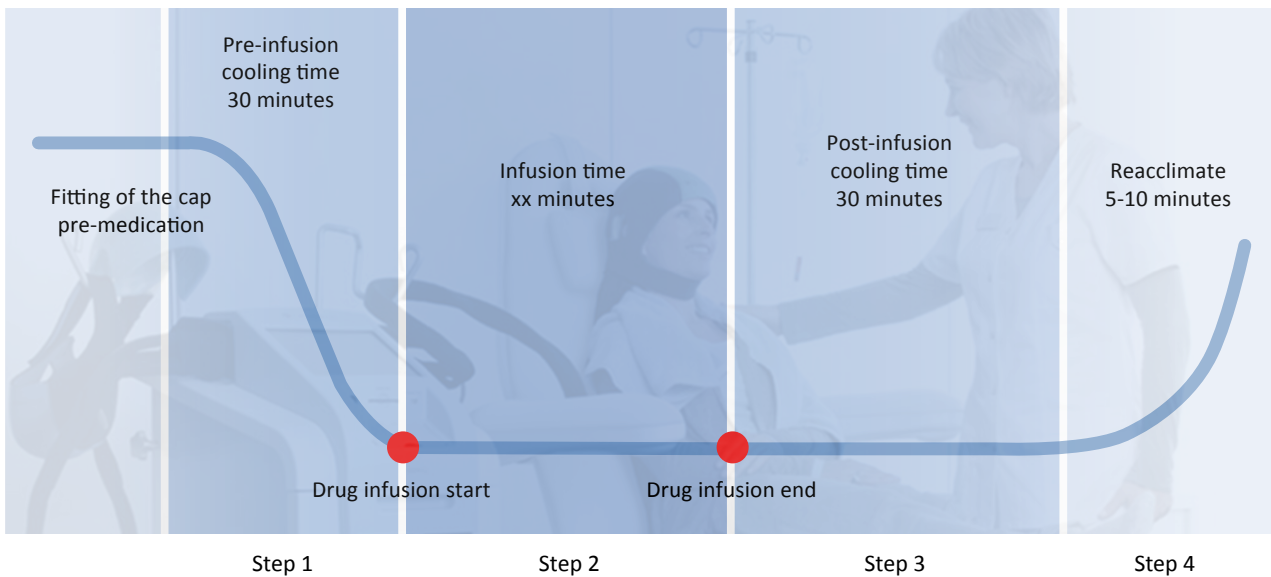 Fitting of the cap
pre-medication
Pre-infusion
cooling time
30 minutes
Drug infusion start
Infusion time
xx minutes
Drug infusion end
Post-infusion
cooling time
30 minutes
Reacclimate
5-10 minutes
Step 1
Step 2
Step 3
Step 4